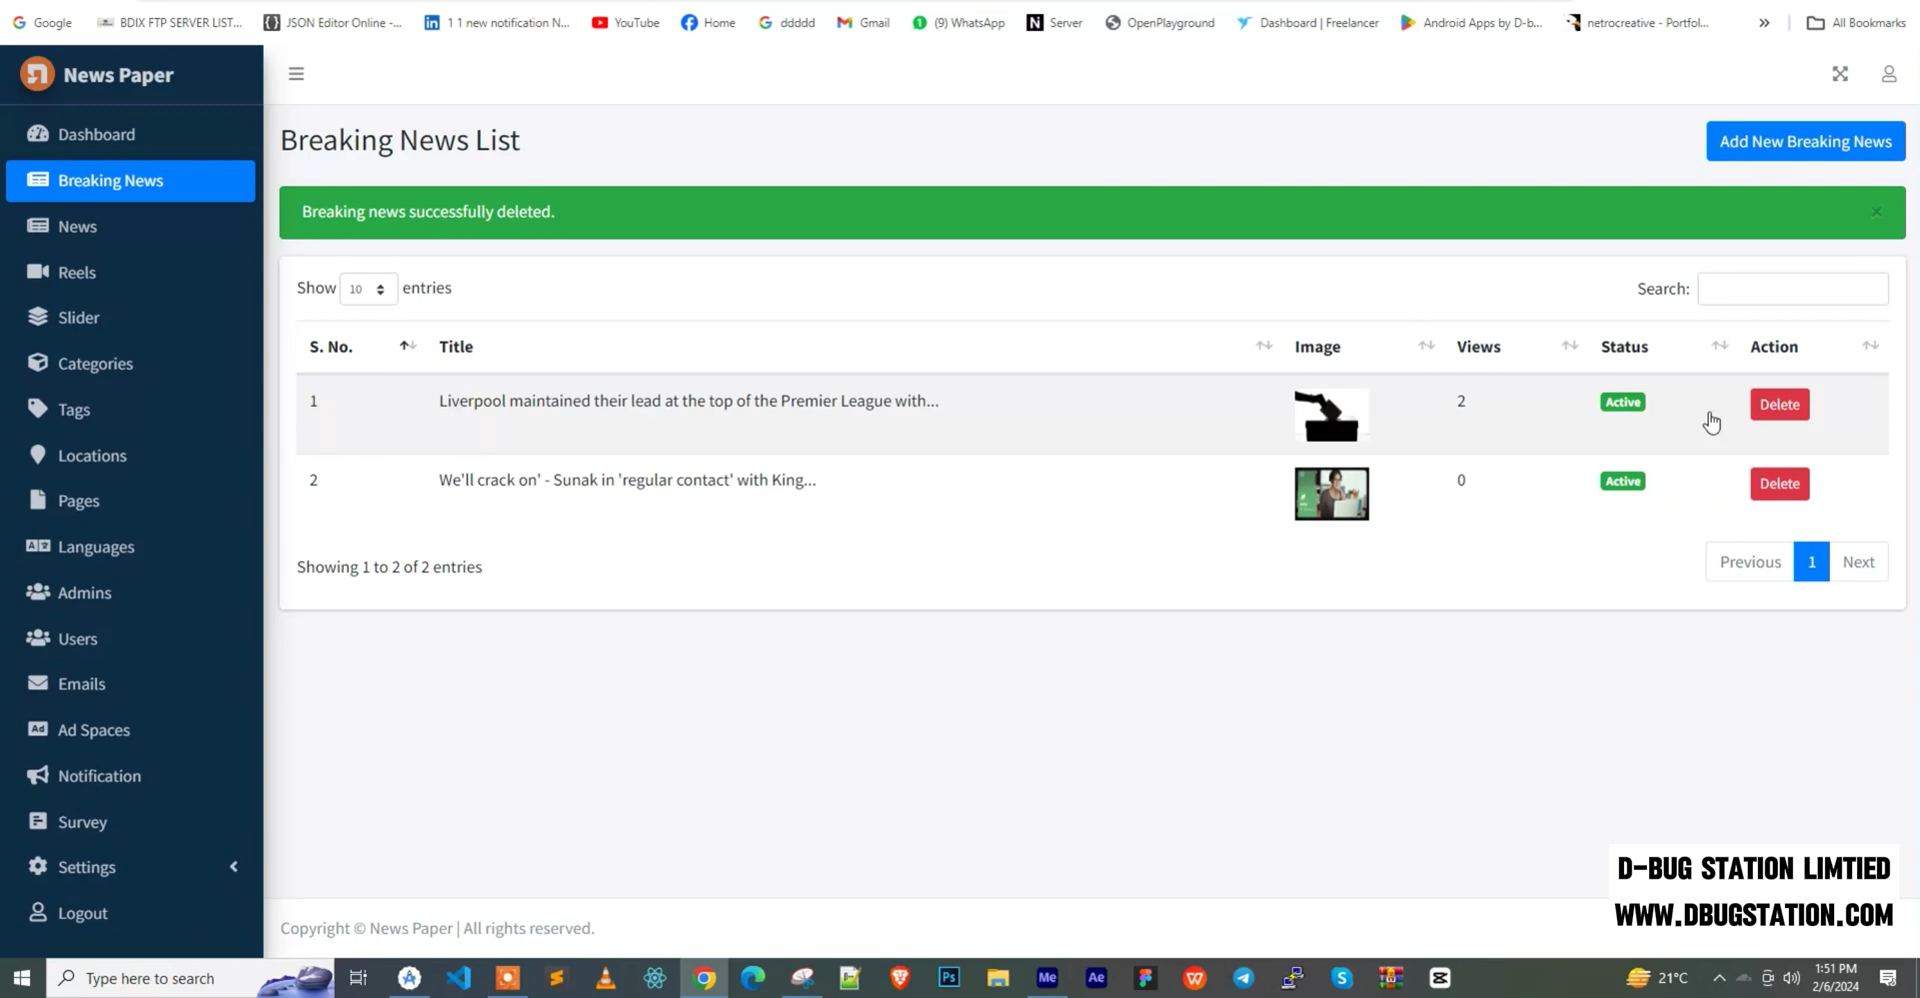 Google BDIX FTP SERVER LIST... JSON Editor Online -... 1 1 new notification N... YouTube Home ddddd Gmail (9) WhatsApp Server OpenPlayground Dashboard | Freelancer Android Apps by D-b... netrocreative - Portfol... » All Bookmarks
News Paper
Dashboard
Breaking News
News
Reels
Slider
Categories
Tags
Locations
Pages
Languages
Admins
Users
Emails
Ad Spaces
Notification
Survey
Settings
Logout
Breaking News List
Add New Breaking News
Breaking news successfully deleted. ×
Show 10 entries
Search:
S. No. Title Image Views Status Action
1 Liverpool maintained their lead at the top of the Premier League with... 2 Active Delete
2 We'll crack on' - Sunak in 'regular contact' with King... 0 Active Delete
Showing 1 to 2 of 2 entries
Previous 1 Next
D-BUG STATION LIMTIED
WWW.DBUGSTATION.COM
Copyright © News Paper | All rights reserved.
Type here to search
21°C
1:51 PM
2/6/2024